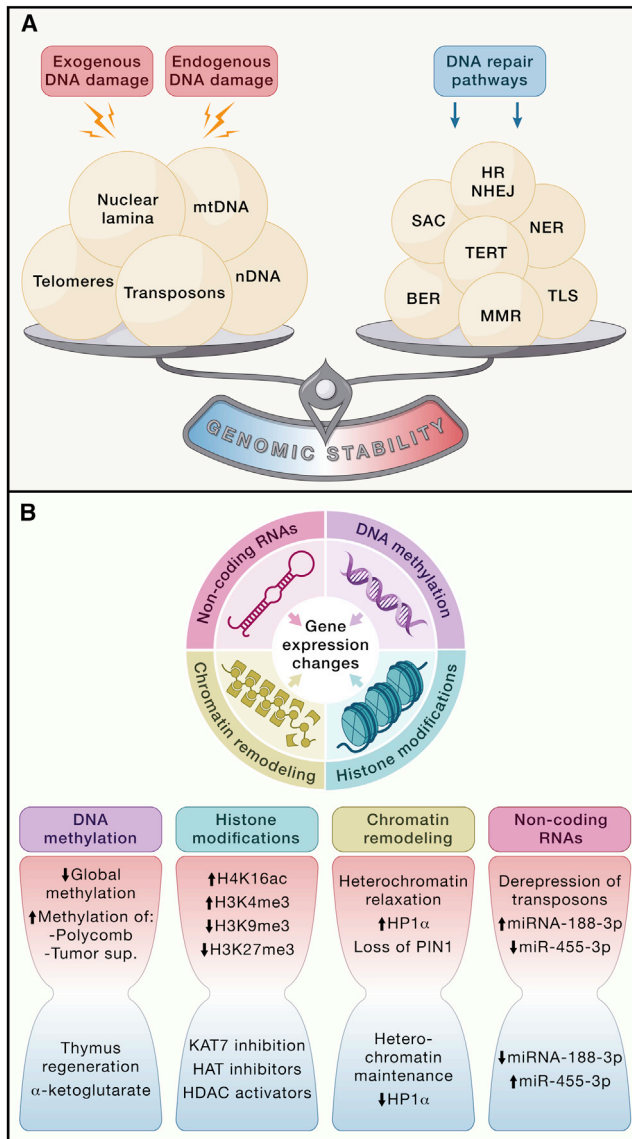 A
Exogenous
DNA damage
Endogenous
DNA damage
DNA repair
pathways
Nuclear
lamina
mtDNA
Telomeres
Transposons
nDNA
HR
NHEJ
SAC
NER
TERT
BER
MMR
TLS
GENOMIC STABILITY
B
Non-coding RNAs
DNA methylation
Gene
expression
changes
Chromatin remodeling
Histone modifications
DNA
methylation
⬇Global
methylation
⬆Methylation of:
-Polycomb
-Tumor sup.
Thymus
regeneration
α-ketoglutarate
Histone
modifications
⬆H4K16ac
⬆H3K4me3
⬇H3K9me3
⬇H3K27me3
KAT7 inhibition
HAT inhibitors
HDAC activators
Chromatin
remodeling
Heterochromatin
relaxation
⬆HP1α
Loss of PIN1
Hetero-
chromatin
maintenance
⬇HP1α
Non-coding
RNAs
Derepression of
transposons
⬆miRNA-188-3p
⬇miR-455-3p
⬇miRNA-188-3p
⬆miR-455-3p